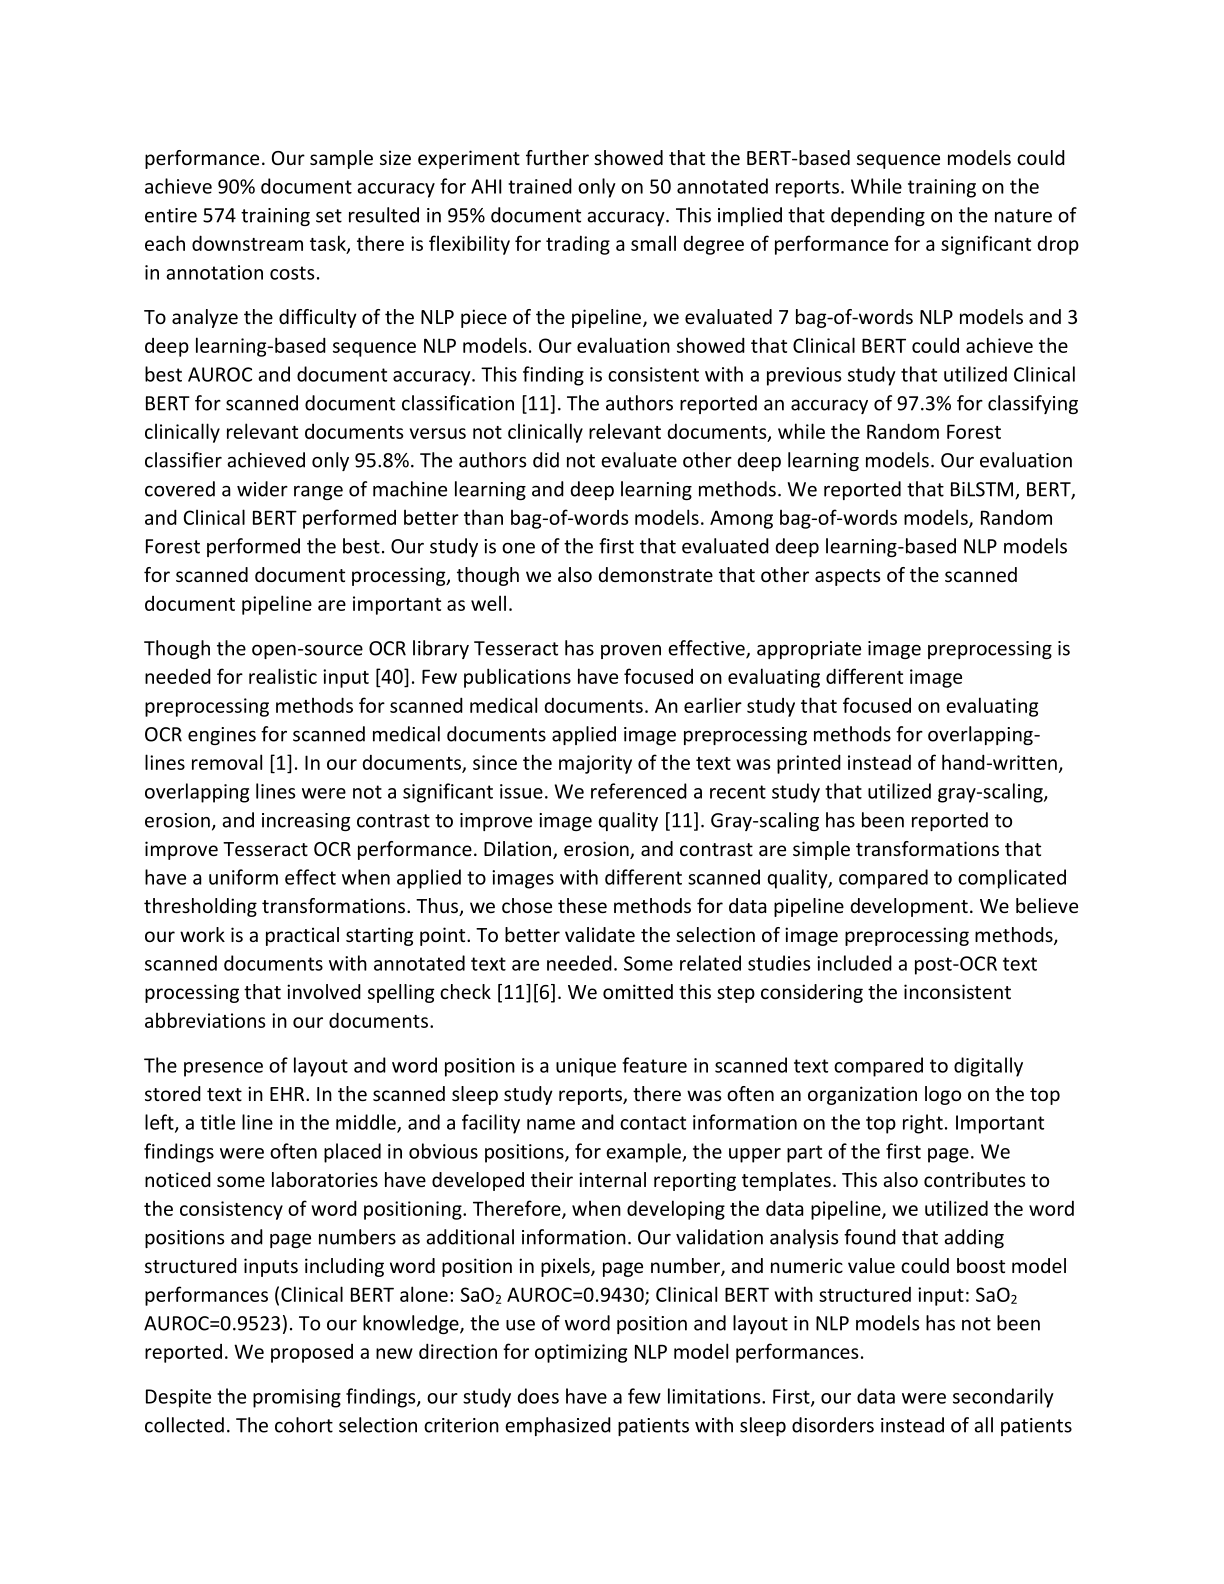 performance. Our sample size experiment further showed that the BERT-based sequence models could
achieve 90% document accuracy for AHI trained only on 50 annotated reports. While training on the
entire 574 training set resulted in 95% document accuracy. This implied that depending on the nature of
each downstream task, there is flexibility for trading a small degree of performance for a significant drop
in annotation costs.
To analyze the difficulty of the NLP piece of the pipeline, we evaluated 7 bag-of-words NLP models and 3
deep learning-based sequence NLP models. Our evaluation showed that Clinical BERT could achieve the
best AUROC and document accuracy. This finding is consistent with a previous study that utilized Clinical
BERT for scanned document classification [11]. The authors reported an accuracy of 97.3% for classifying
clinically relevant documents versus not clinically relevant documents, while the Random Forest
classifier achieved only 95.8%. The authors did not evaluate other deep learning models. Our evaluation
covered a wider range of machine learning and deep learning methods. We reported that BiLSTM, BERT,
and Clinical BERT performed better than bag-of-words models. Among bag-of-words models, Random
Forest performed the best. Our study is one of the first that evaluated deep learning-based NLP models
for scanned document processing, though we also demonstrate that other aspects of the scanned
document pipeline are important as well.
Though the open-source OCR library Tesseract has proven effective, appropriate image preprocessing is
needed for realistic input [40]. Few publications have focused on evaluating different image
preprocessing methods for scanned medical documents. An earlier study that focused on evaluating
OCR engines for scanned medical documents applied image preprocessing methods for overlapping-
lines removal [1]. In our documents, since the majority of the text was printed instead of hand-written,
overlapping lines were not a significant issue. We referenced a recent study that utilized gray-scaling,
erosion, and increasing contrast to improve image quality [11]. Gray-scaling has been reported to
improve Tesseract OCR performance. Dilation, erosion, and contrast are simple transformations that
have a uniform effect when applied to images with different scanned quality, compared to complicated
thresholding transformations. Thus, we chose these methods for data pipeline development. We believe
our work is a practical starting point. To better validate the selection of image preprocessing methods,
scanned documents with annotated text are needed. Some related studies included a post-OCR text
processing that involved spelling check [11][6]. We omitted this step considering the inconsistent
abbreviations in our documents.
The presence of layout and word position is a unique feature in scanned text compared to digitally
stored text in EHR. In the scanned sleep study reports, there was often an organization logo on the top
left, a title line in the middle, and a facility name and contact information on the top right. Important
findings were often placed in obvious positions, for example, the upper part of the first page. We
noticed some laboratories have developed their internal reporting templates. This also contributes to
the consistency of word positioning. Therefore, when developing the data pipeline, we utilized the word
positions and page numbers as additional information. Our validation analysis found that adding
structured inputs including word position in pixels, page number, and numeric value could boost model
performances (Clinical BERT alone: SaO₂ AUROC=0.9430; Clinical BERT with structured input: SaO₂
AUROC=0.9523). To our knowledge, the use of word position and layout in NLP models has not been
reported. We proposed a new direction for optimizing NLP model performances.
Despite the promising findings, our study does have a few limitations. First, our data were secondarily
collected. The cohort selection criterion emphasized patients with sleep disorders instead of all patients